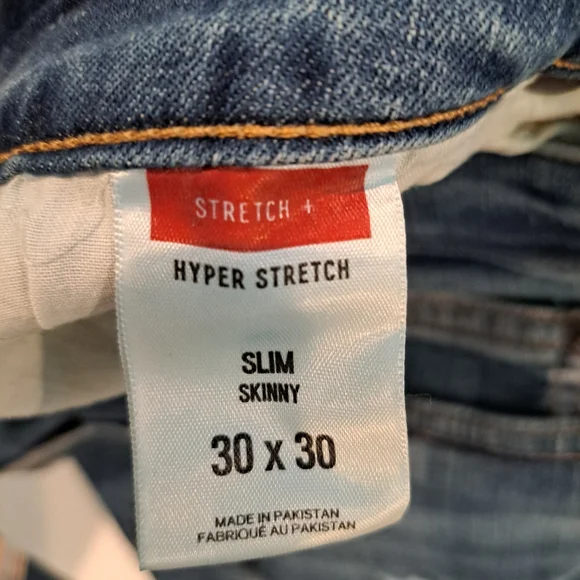 STRETCH +
HYPER STRETCH
SLIM
SKINNY
30 x 30
MADE IN PAKISTAN
FABRIQUÉ AU PAKISTAN